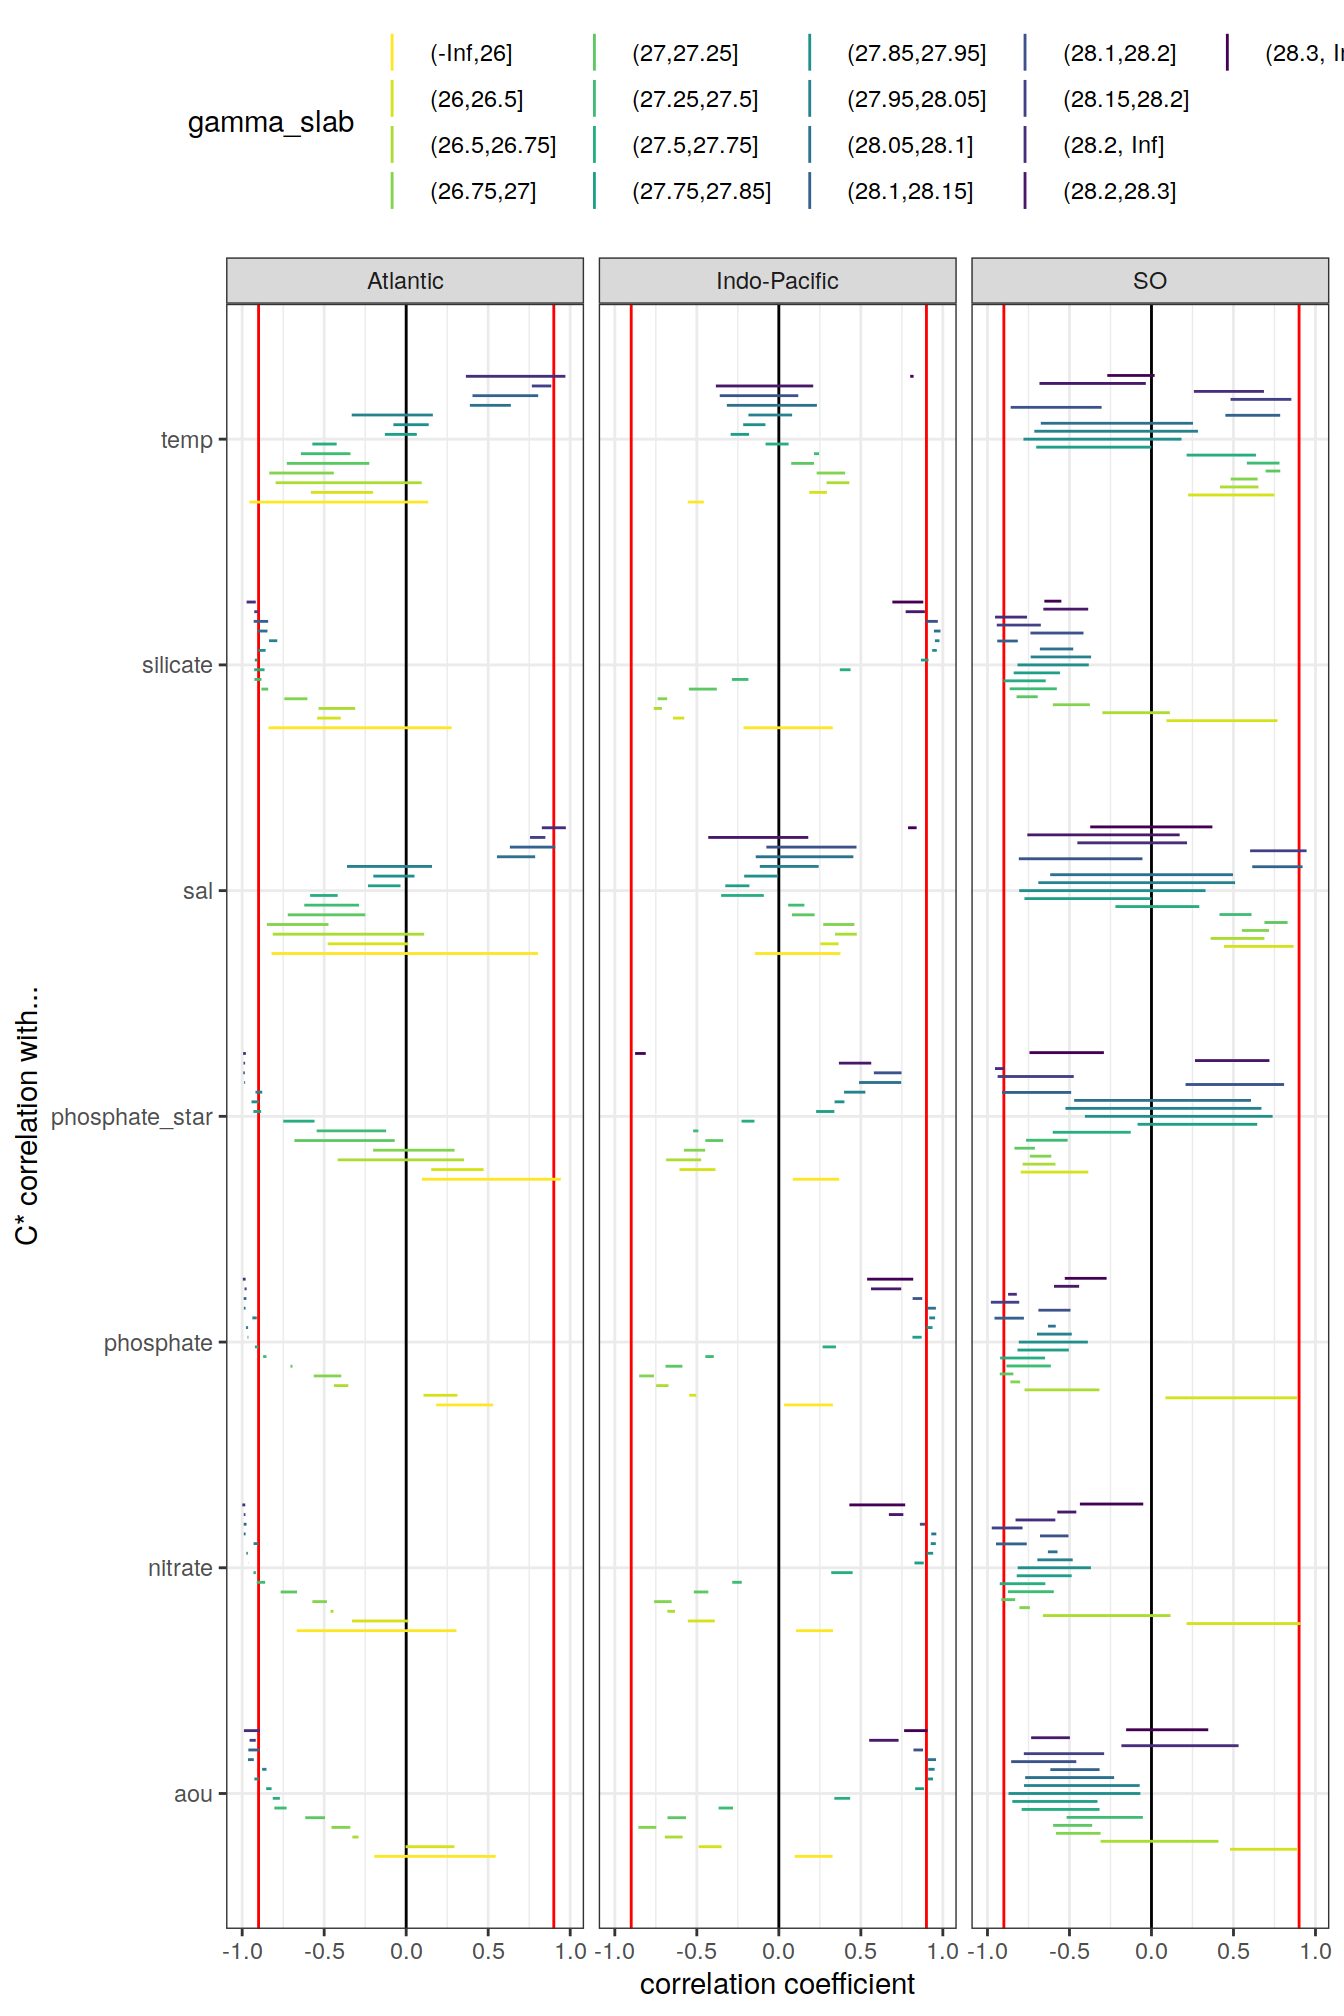 gamma_slab
(-Inf,26] (27,27.25] (27.85,27.95] (28.1,28.2] (28.3, I
(26,26.5] (27.25,27.5] (27.95,28.05] (28.15,28.2]
(26.5,26.75] (27.5,27.75] (28.05,28.1] (28.2, Inf]
(26.75,27] (27.75,27.85] (28.1,28.15] (28.2,28.3]
Atlantic Indo-Pacific SO
C* correlation with...
temp
silicate
sal
phosphate_star
phosphate
nitrate
aou
-1.0 -0.5 0.0 0.5 1.0 -1.0 -0.5 0.0 0.5 1.0 -1.0 -0.5 0.0 0.5 1.0
correlation coefficient